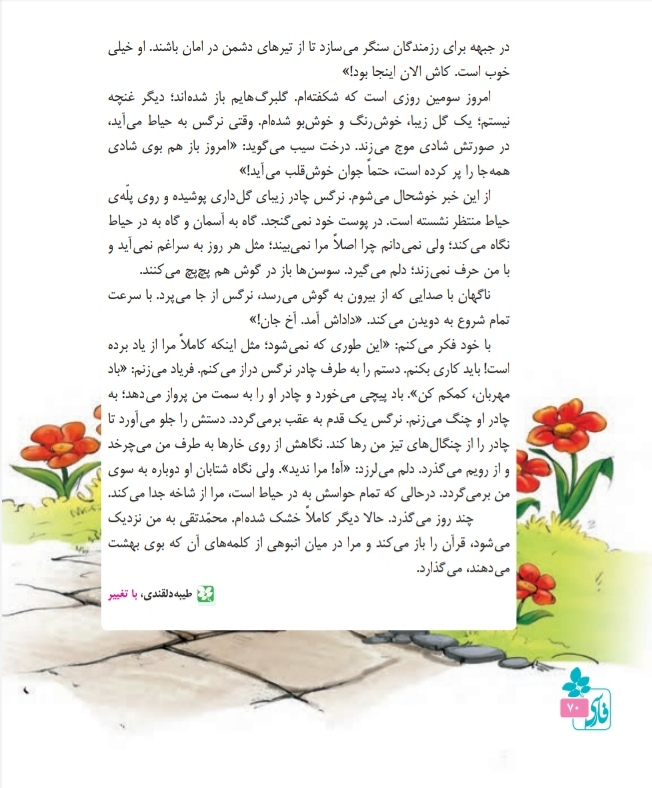 در جبهه برای رزمندگان سنگر می‌سازد تا از تیرهای دشمن در امان باشند. او خیلی
خوب است. کاش الان اینجا بود!»
امروز سومین روزی است که شکفته‌ام. گلبرگ‌هایم باز شده‌اند؛ دیگر غنچه
نیستم؛ یک گل زیبا، خوش‌رنگ و خوش‌بو شده‌ام. وقتی نرگس به حیاط می‌آید،
در صورتش شادی موج می‌زند. درخت سیب می‌گوید: «امروز باز هم بوی شادی
همه‌جا را پر کرده است، حتماً جوان خوش‌قلب می‌آید!»
از این خبر خوشحال می‌شوم. نرگس چادر زیبای گل‌داری پوشیده و روی پلّه‌ی
حیاط منتظر نشسته است. در پوست خود نمی‌گنجد. گاه به آسمان و گاه به در حیاط
نگاه می‌کند؛ ولی نمی‌دانم چرا اصلاً مرا نمی‌بیند؛ مثل هر روز به سراغم نمی‌آید و
با من حرف نمی‌زند؛ دلم می‌گیرد. سوسن‌ها باز در گوش هم پچ‌پچ می‌کنند.
ناگهان با صدایی که از بیرون به گوش می‌رسد، نرگس از جا می‌پرد. با سرعت
تمام شروع به دویدن می‌کند. «داداش آمد. آخ جان!»
با خود فکر می‌کنم: «این طوری که نمی‌شود؛ مثل اینکه کاملاً مرا از یاد برده
است! باید کاری بکنم. دستم را به طرف چادر نرگس دراز می‌کنم. فریاد می‌زنم: «باد
مهربان، کمکم کن». باد پیچی می‌خورد و چادر او را به سمت من پرواز می‌دهد؛ به
چادر او چنگ می‌زنم. نرگس یک قدم به عقب برمی‌گردد. دستش را جلو می‌آورد تا
چادر را از چنگال‌های تیز من رها کند. نگاهش از روی خارها به طرف من می‌چرخد
و از رویم می‌گذرد. دلم می‌لرزد: «آه! مرا ندید». ولی نگاه شتابان او دوباره به سوی
من برمی‌گردد. درحالی که تمام حواسش به در حیاط است، مرا از شاخه جدا می‌کند.
چند روز می‌گذرد. حالا دیگر کاملاً خشک شده‌ام. محمّدتقی به من نزدیک
می‌شود، قرآن را باز می‌کند و مرا در میان انبوهی از کلمه‌های آن که بوی بهشت
می‌دهند، می‌گذارد.
طیبه‌دلقندی، با تغییر
فارسی
۷۰